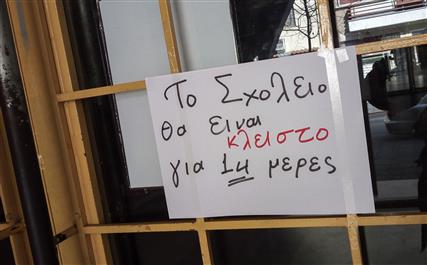 Το Σχολειο
θα ειναι
κλειστο
για 14 μερες